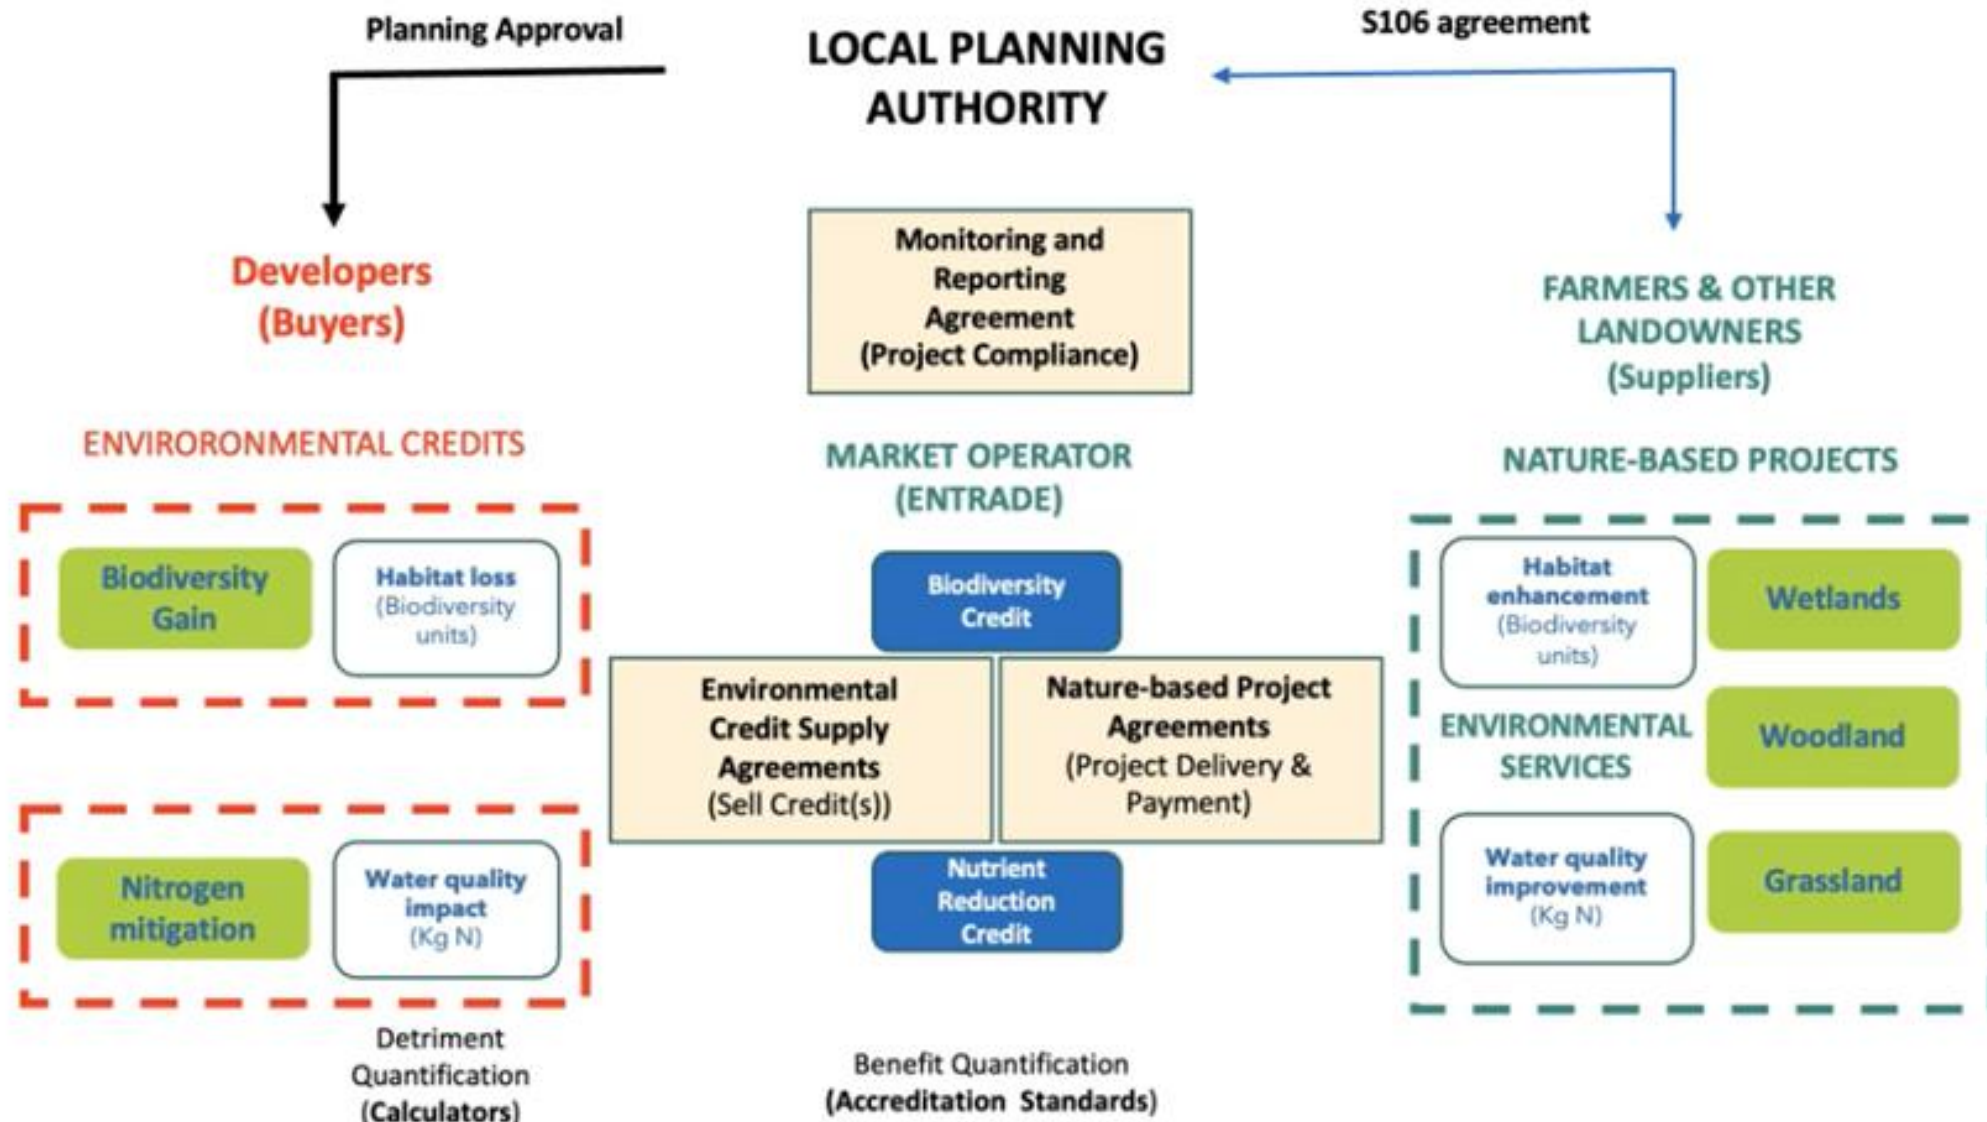 Planning Approval
LOCAL PLANNING
AUTHORITY
S106 agreement
Developers
(Buyers)
Monitoring and
Reporting
Agreement
(Project Compliance)
FARMERS & OTHER
LANDOWNERS
(Suppliers)
ENVIRORONMENTAL CREDITS
MARKET OPERATOR
(ENTRADE)
NATURE-BASED PROJECTS
Biodiversity
Gain
Habitat loss
(Biodiversity
units)
Biodiversity
Credit
Habitat
enhancement
(Biodiversity
units)
Wetlands
Environmental
Credit Supply
Agreements
(Sell Credit(s))
Nature-based Project
Agreements
(Project Delivery &
Payment)
ENVIRONMENTAL
SERVICES
Woodland
Nitrogen
mitigation
Water quality
impact
(Kg N)
Nutrient
Reduction
Credit
Water quality
improvement
(Kg N)
Grassland
Detriment
Quantification
(Calculators)
Benefit Quantification
(Accreditation Standards)